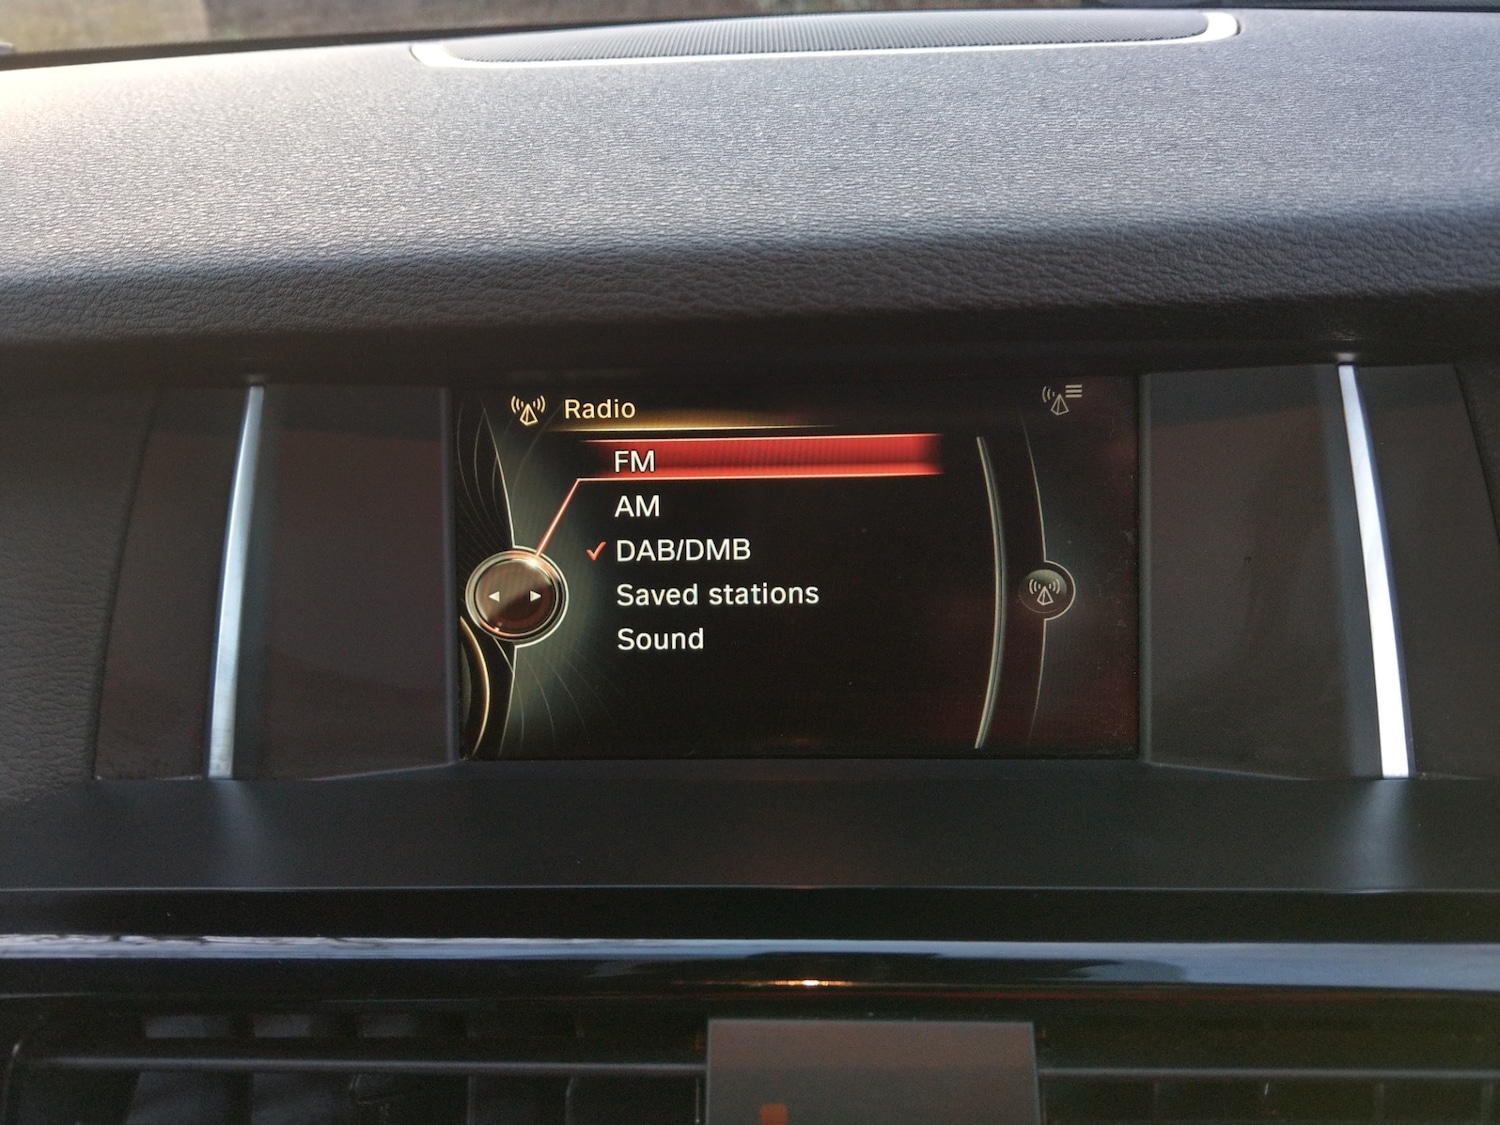 Radio
FM
AM
DAB/DMB
Saved stations
Sound